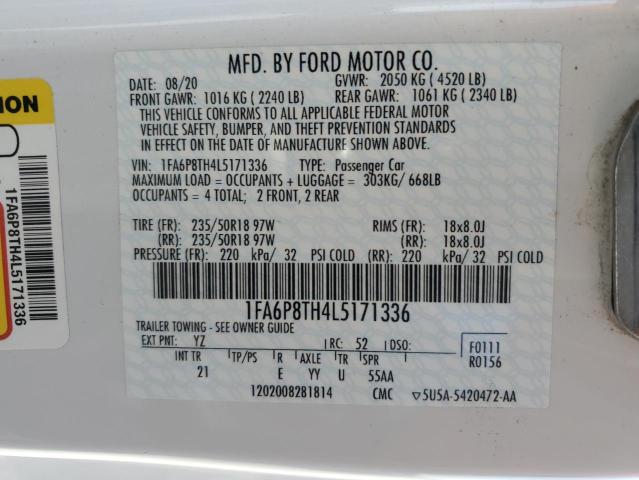 MFD. BY FORD MOTOR CO.
DATE: 08/20 GVWR: 2050 KG ( 4520 LB)
FRONT GAWR: 1016 KG ( 2240 LB) REAR GAWR: 1061 KG ( 2340 LB)
THIS VEHICLE CONFORMS TO ALL APPLICABLE FEDERAL MOTOR
VEHICLE SAFETY, BUMPER, AND THEFT PREVENTION STANDARDS
IN EFFECT ON THE DATE OF MANUFACTURE SHOWN ABOVE.
VIN: 1FA6P8TH4L5171336 TYPE: Passenger Car
MAXIMUM LOAD = OCCUPANTS + LUGGAGE = 303KG/ 668LB
OCCUPANTS = 4 TOTAL; 2 FRONT, 2 REAR
TIRE (FR): 235/50R18 97W RIMS (FR): 18x8.0J
(RR): 235/50R18 97W (RR): 18x8.0J
PRESSURE (FR): 220 kPa/ 32 PSI COLD (RR): 220 kPa/ 32 PSI COLD
1FA6P8TH4L5171336
TRAILER TOWING - SEE OWNER GUIDE
EXT PNT: YZ RC: 52 DSO: F0111
INT TR TP/PS R AXLE TR SPR R0156
21 E YY U 55AA
1202008281814 CMC ▽5U5A-5420472-AA
ION
1FA6P8TH4L5171336